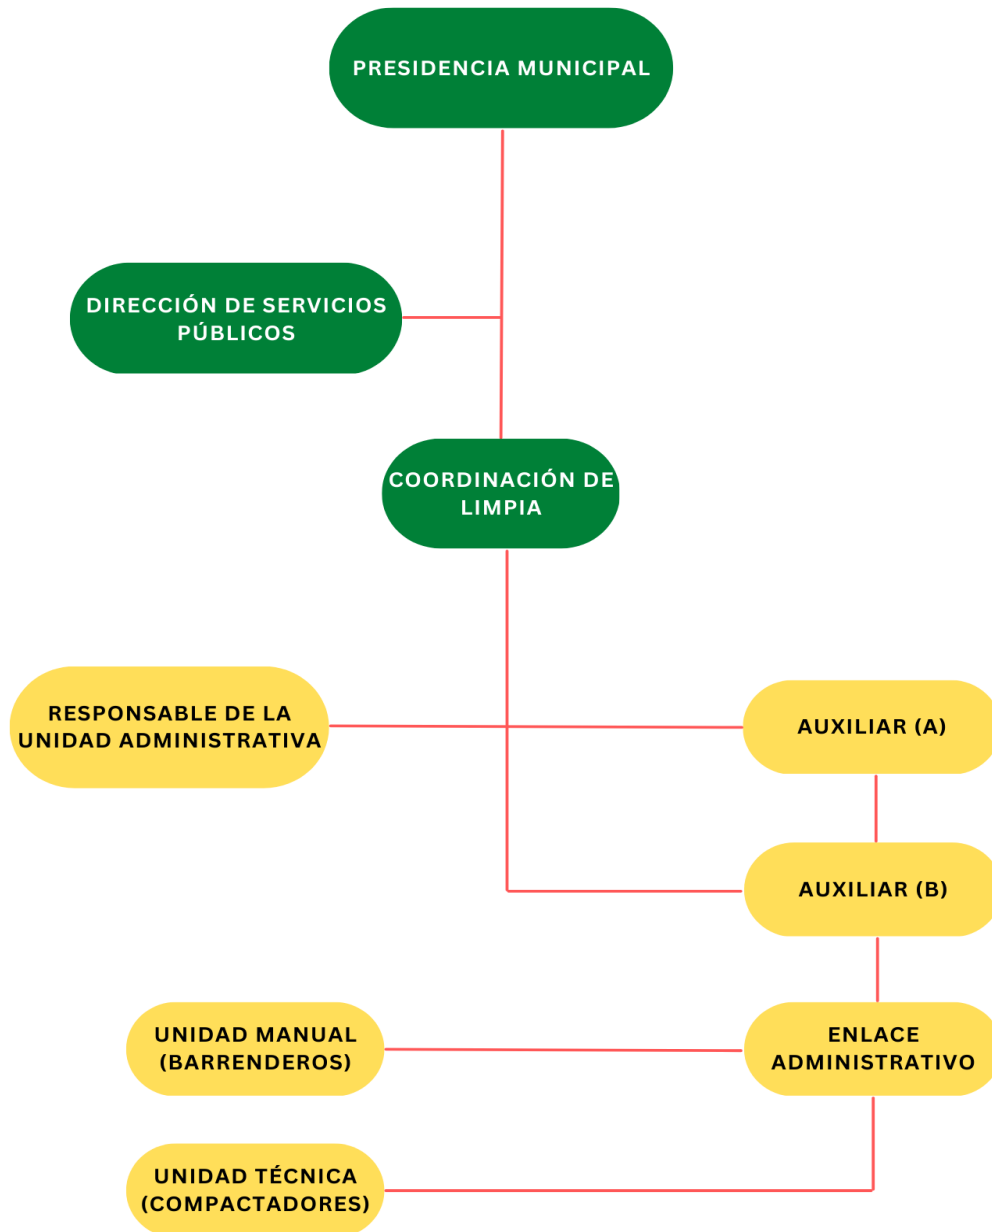 PRESIDENCIA MUNICIPAL
DIRECCIÓN DE SERVICIOS
PÚBLICOS
COORDINACIÓN DE
LIMPIA
RESPONSABLE DE LA
UNIDAD ADMINISTRATIVA
AUXILIAR (A)
AUXILIAR (B)
UNIDAD MANUAL
(BARRENDEROS)
ENLACE
ADMINISTRATIVO
UNIDAD TÉCNICA
(COMPACTADORES)